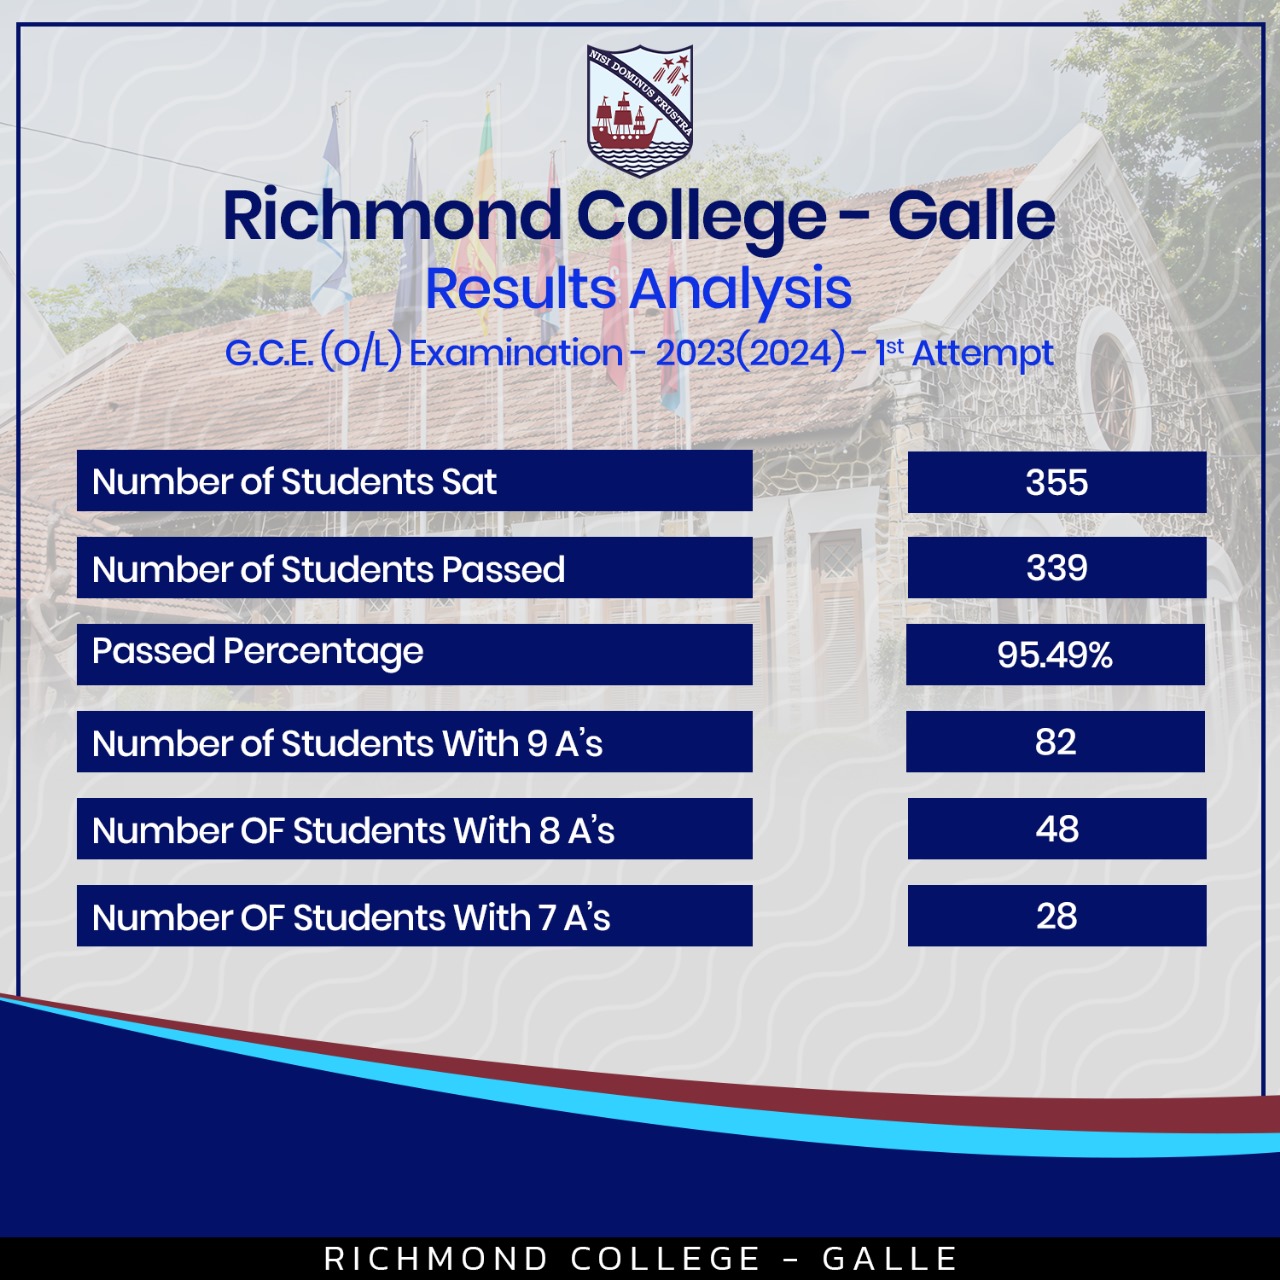 NISI DOMINUS FRUSTRA
Richmond College - Galle
Results Analysis
G.C.E. (O/L) Examination - 2023(2024) - 1st Attempt
Number of Students Sat 355
Number of Students Passed 339
Passed Percentage 95.49%
Number of Students With 9 A's 82
Number OF Students With 8 A's 48
Number OF Students With 7 A's 28
RICHMOND COLLEGE - GALLE